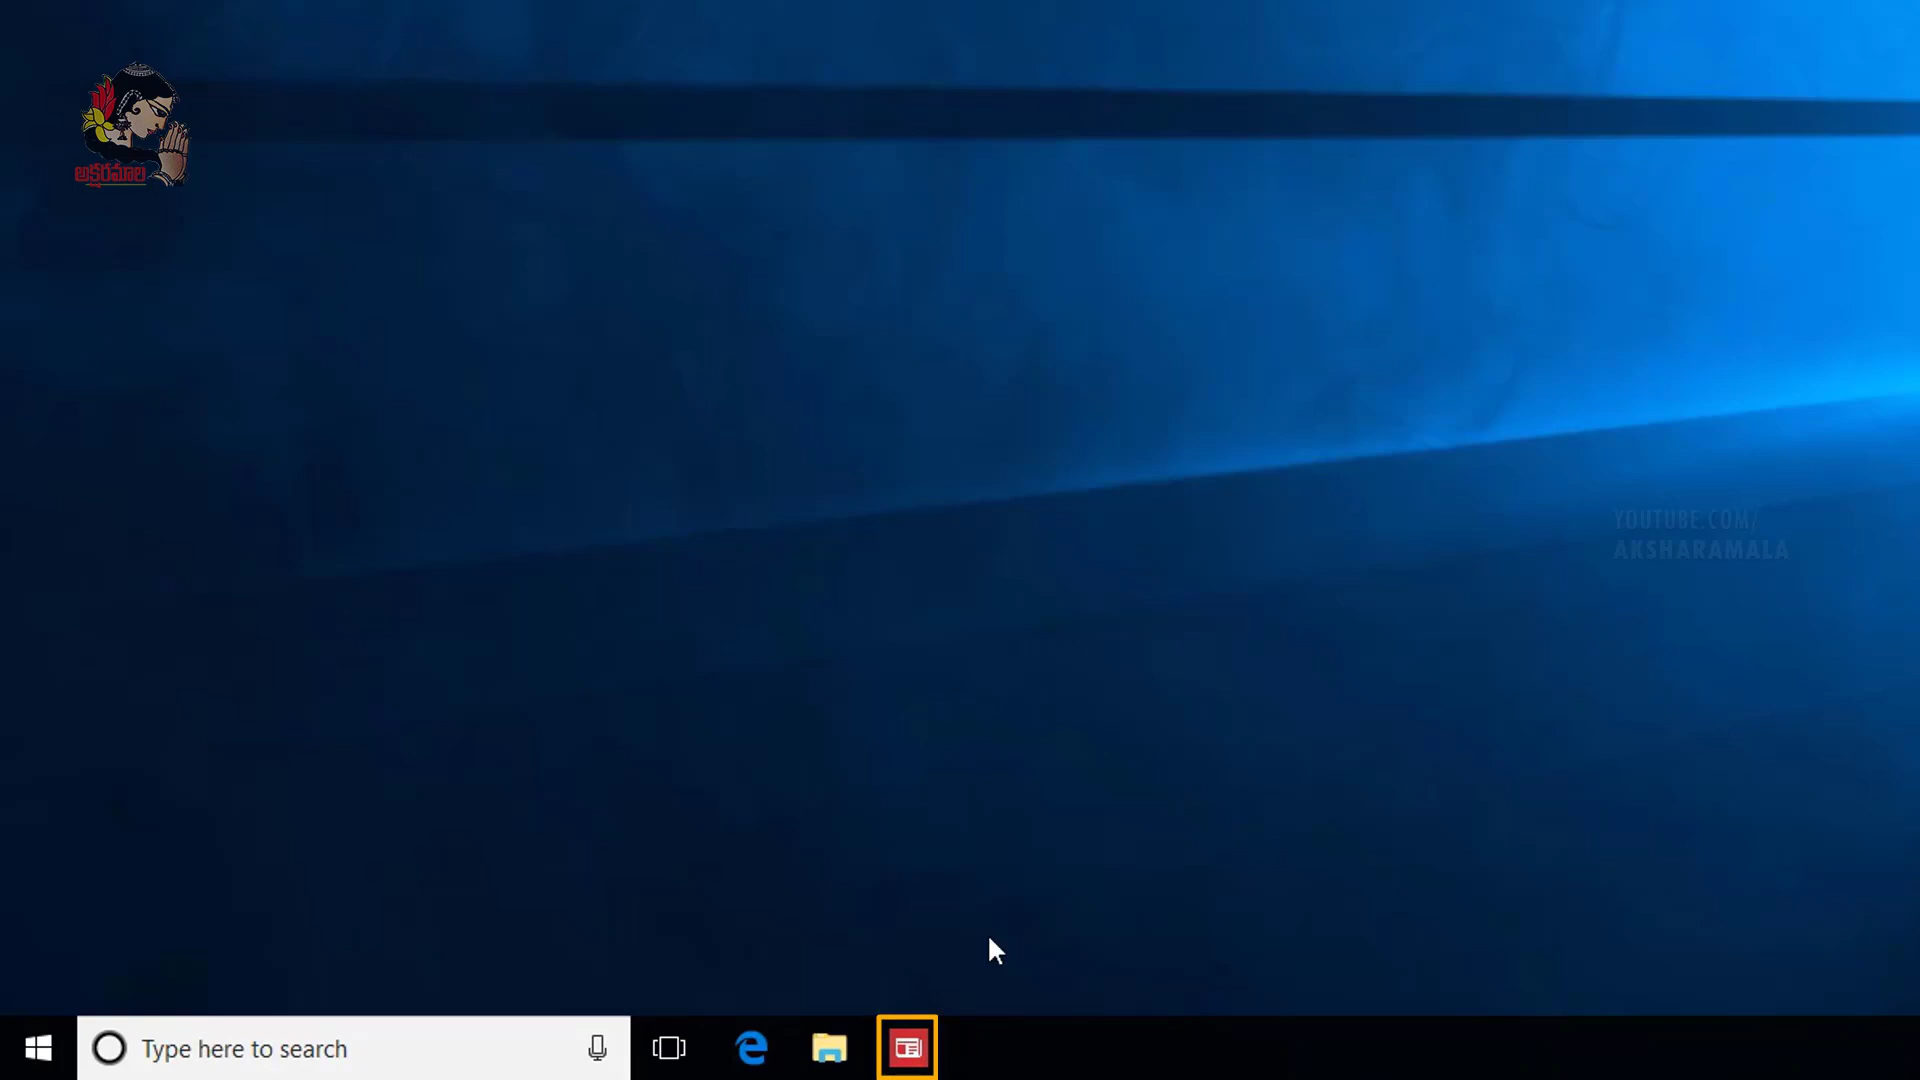 అక్షరమాల
YOUTUBE.COM/
AKSHARAMALA
Type here to search